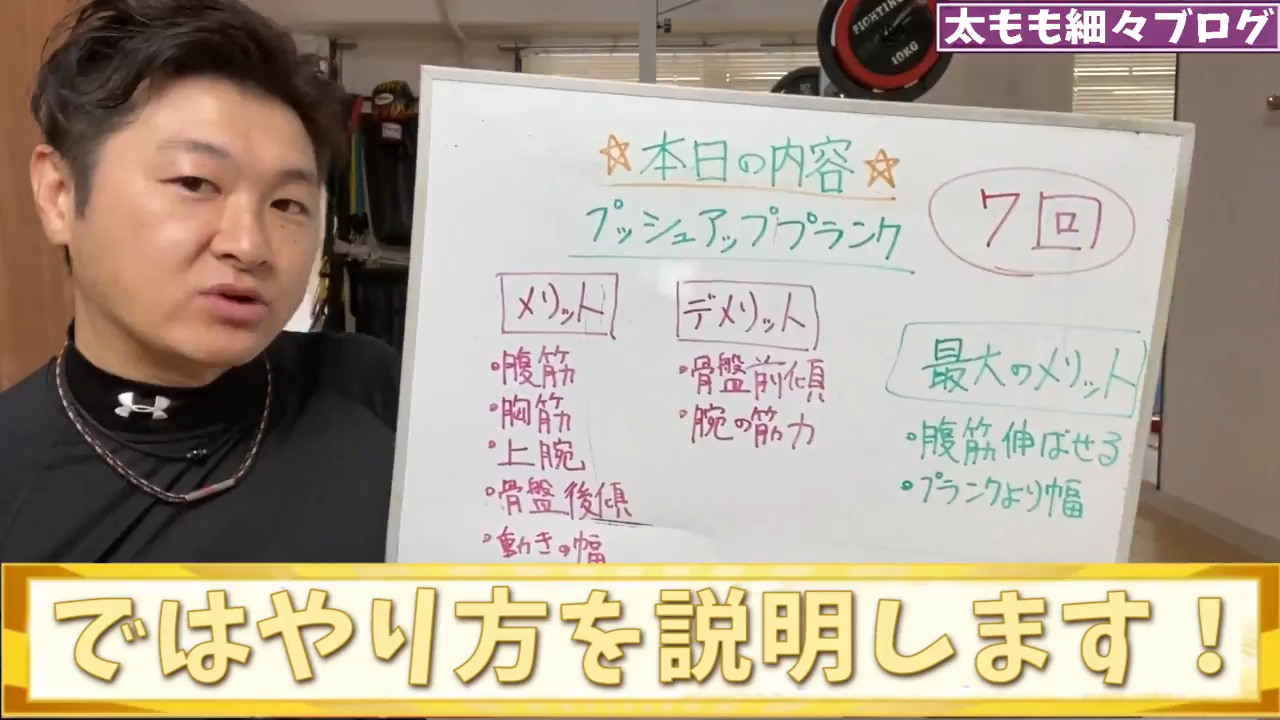 太もも細々ブログ
FIGHTING
10KG
☆本日の内容☆
プッシュアッププランク
7回
メリット
・腹筋
・胸筋
・上腕
・骨盤後傾
・動きの幅
デメリット
・骨盤前傾
・腕の筋力
最大のメリット
・腹筋伸ばせる
・プランクより幅
ではやり方を説明します！